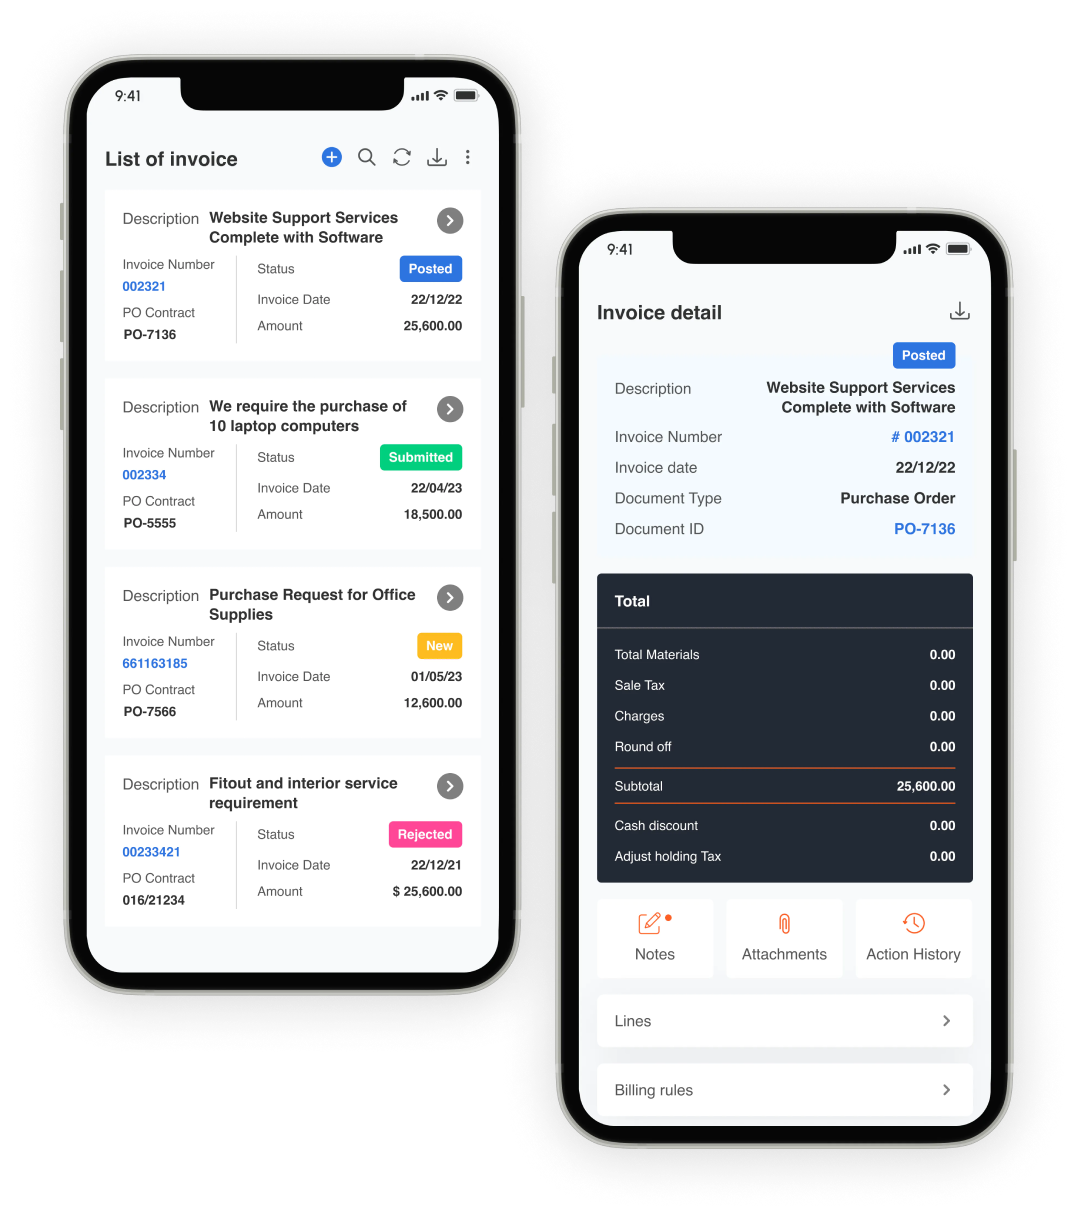 9:41
List of invoice
Description Website Support Services
Complete with Software
Invoice Number
002321
PO Contract
PO-7136
Status Posted
Invoice Date 22/12/22
Amount 25,600.00
Description We require the purchase of
10 laptop computers
Invoice Number
002334
PO Contract
PO-5555
Status Submitted
Invoice Date 22/04/23
Amount 18,500.00
Description Purchase Request for Office
Supplies
Invoice Number
661163185
PO Contract
PO-7566
Status New
Invoice Date 01/05/23
Amount 12,600.00
Description Fitout and interior service
requirement
Invoice Number
00233421
PO Contract
016/21234
Status Rejected
Invoice Date 22/12/21
Amount $ 25,600.00
9:41
Invoice detail
Posted
Description Website Support Services
Complete with Software
Invoice Number # 002321
Invoice date 22/12/22
Document Type Purchase Order
Document ID PO-7136
Total
Total Materials 0.00
Sale Tax 0.00
Charges 0.00
Round off 0.00
Subtotal 25,600.00
Cash discount 0.00
Adjust holding Tax 0.00
Notes Attachments Action History
Lines
Billing rules